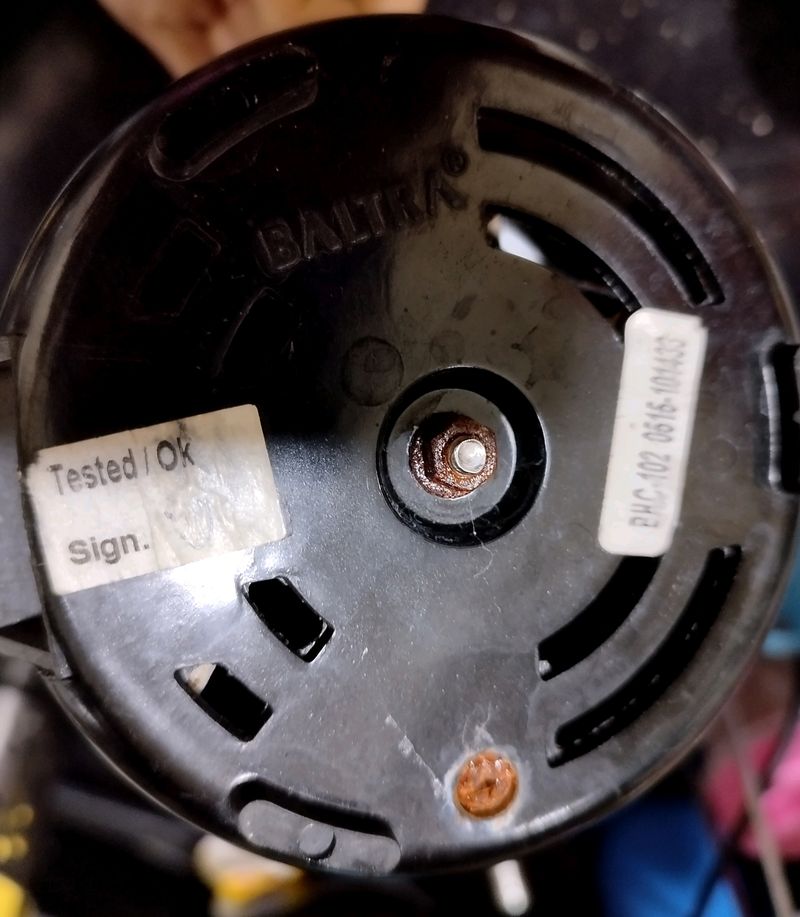 BALTRA®
Tested / Ok
Sign.
BHC-102 0616-101433